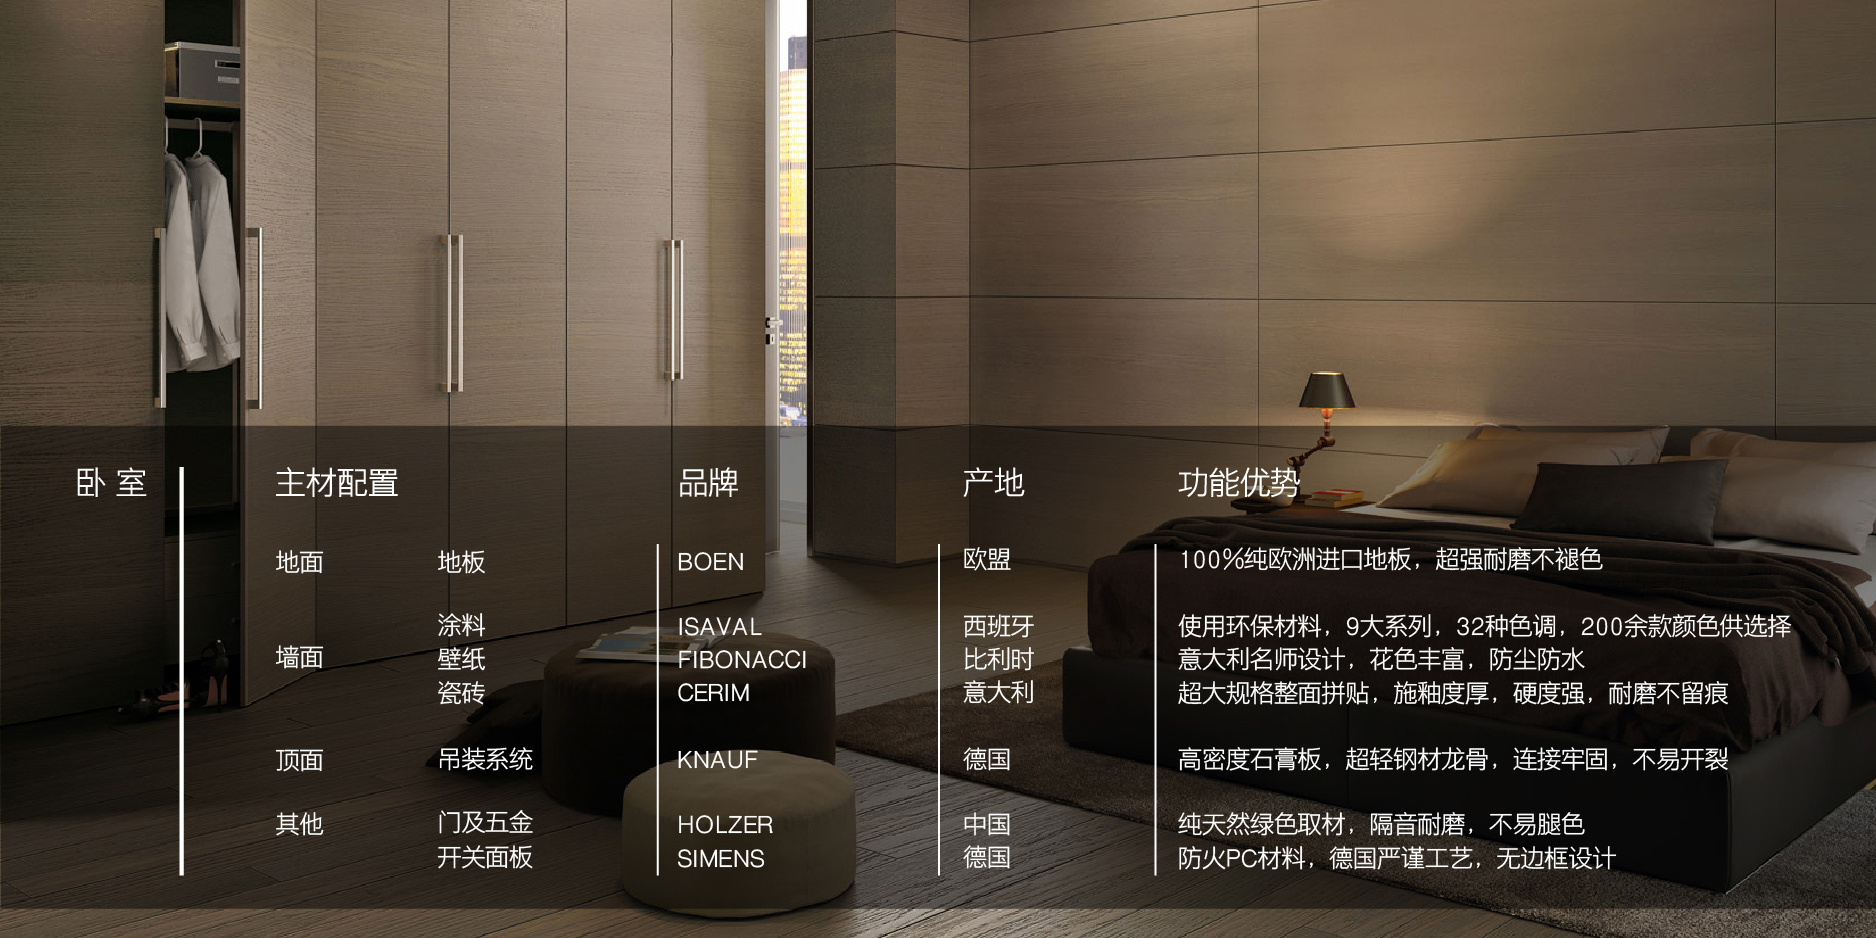 卧 室 主材配置 品牌 产地 功能优势
地面 地板 BOEN 欧盟 100%纯欧洲进口地板，超强耐磨不褪色
涂料 ISAVAL 西班牙 使用环保材料，9大系列，32种色调，200余款颜色供选择
墙面 壁纸 FIBONACCI 比利时 意大利名师设计，花色丰富，防尘防水
瓷砖 CERIM 意大利 超大规格整面拼贴，施釉度厚，硬度强，耐磨不留痕
顶面 吊装系统 KNAUF 德国 高密度石膏板，超轻钢材龙骨，连接牢固，不易开裂
其他 门及五金 HOLZER 中国 纯天然绿色取材，隔音耐磨，不易腿色
开关面板 SIMENS 德国 防火PC材料，德国严谨工艺，无边框设计